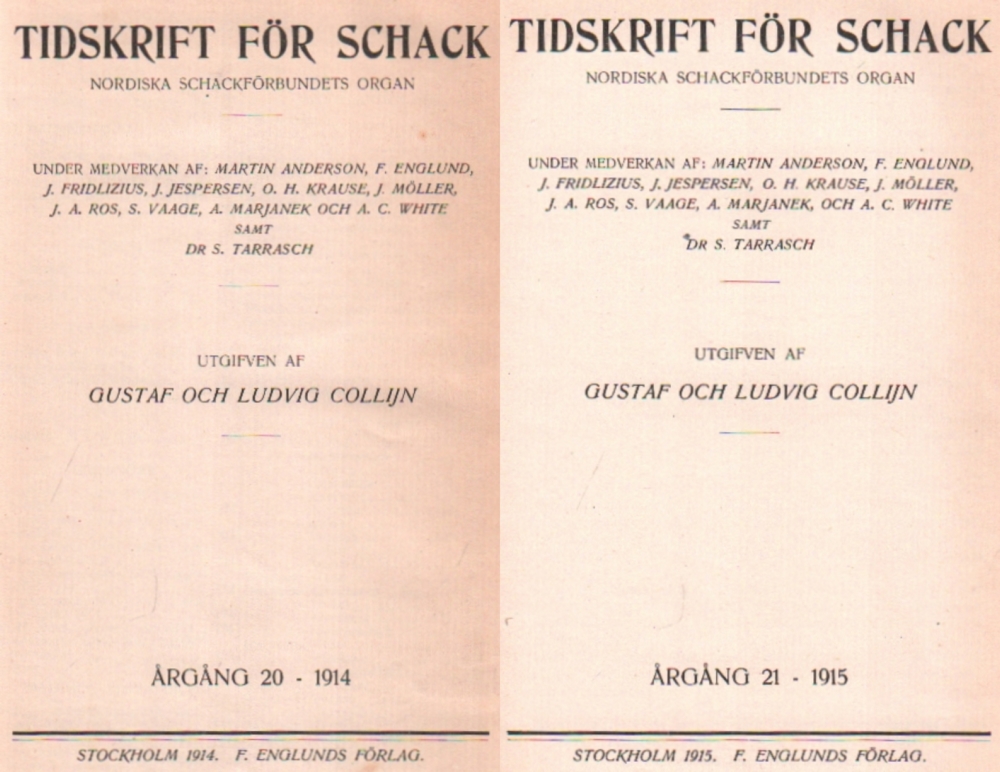 TIDSKRIFT FÖR SCHACK
NORDISKA SCHACKFÖRBUNDETS ORGAN
UNDER MEDVERKAN AF: MARTIN ANDERSON, F. ENGLUND,
J. FRIDLIZIUS, J. JESPERSEN, O. H. KRAUSE, J. MÖLLER,
J. A. ROS, S. VAAGE, A. MARJANEK OCH A. C. WHITE
SAMT
DR S. TARRASCH
UTGIFVEN AF
GUSTAF OCH LUDVIG COLLIJN
ÅRGÅNG 20 - 1914
STOCKHOLM 1914. F. ENGLUNDS FÖRLAG.
TIDSKRIFT FÖR SCHACK
NORDISKA SCHACKFÖRBUNDETS ORGAN
UNDER MEDVERKAN AF: MARTIN ANDERSON, F. ENGLUND,
J. FRIDLIZIUS, J. JESPERSEN, O. H. KRAUSE, J. MÖLLER,
J. A. ROS, S. VAAGE, A. MARJANEK, OCH A. C. WHITE
SAMT
DR S. TARRASCH
UTGIFVEN AF
GUSTAF OCH LUDVIG COLLIJN
ÅRGÅNG 21 - 1915
STOCKHOLM 1915. F. ENGLUNDS FÖRLAG.